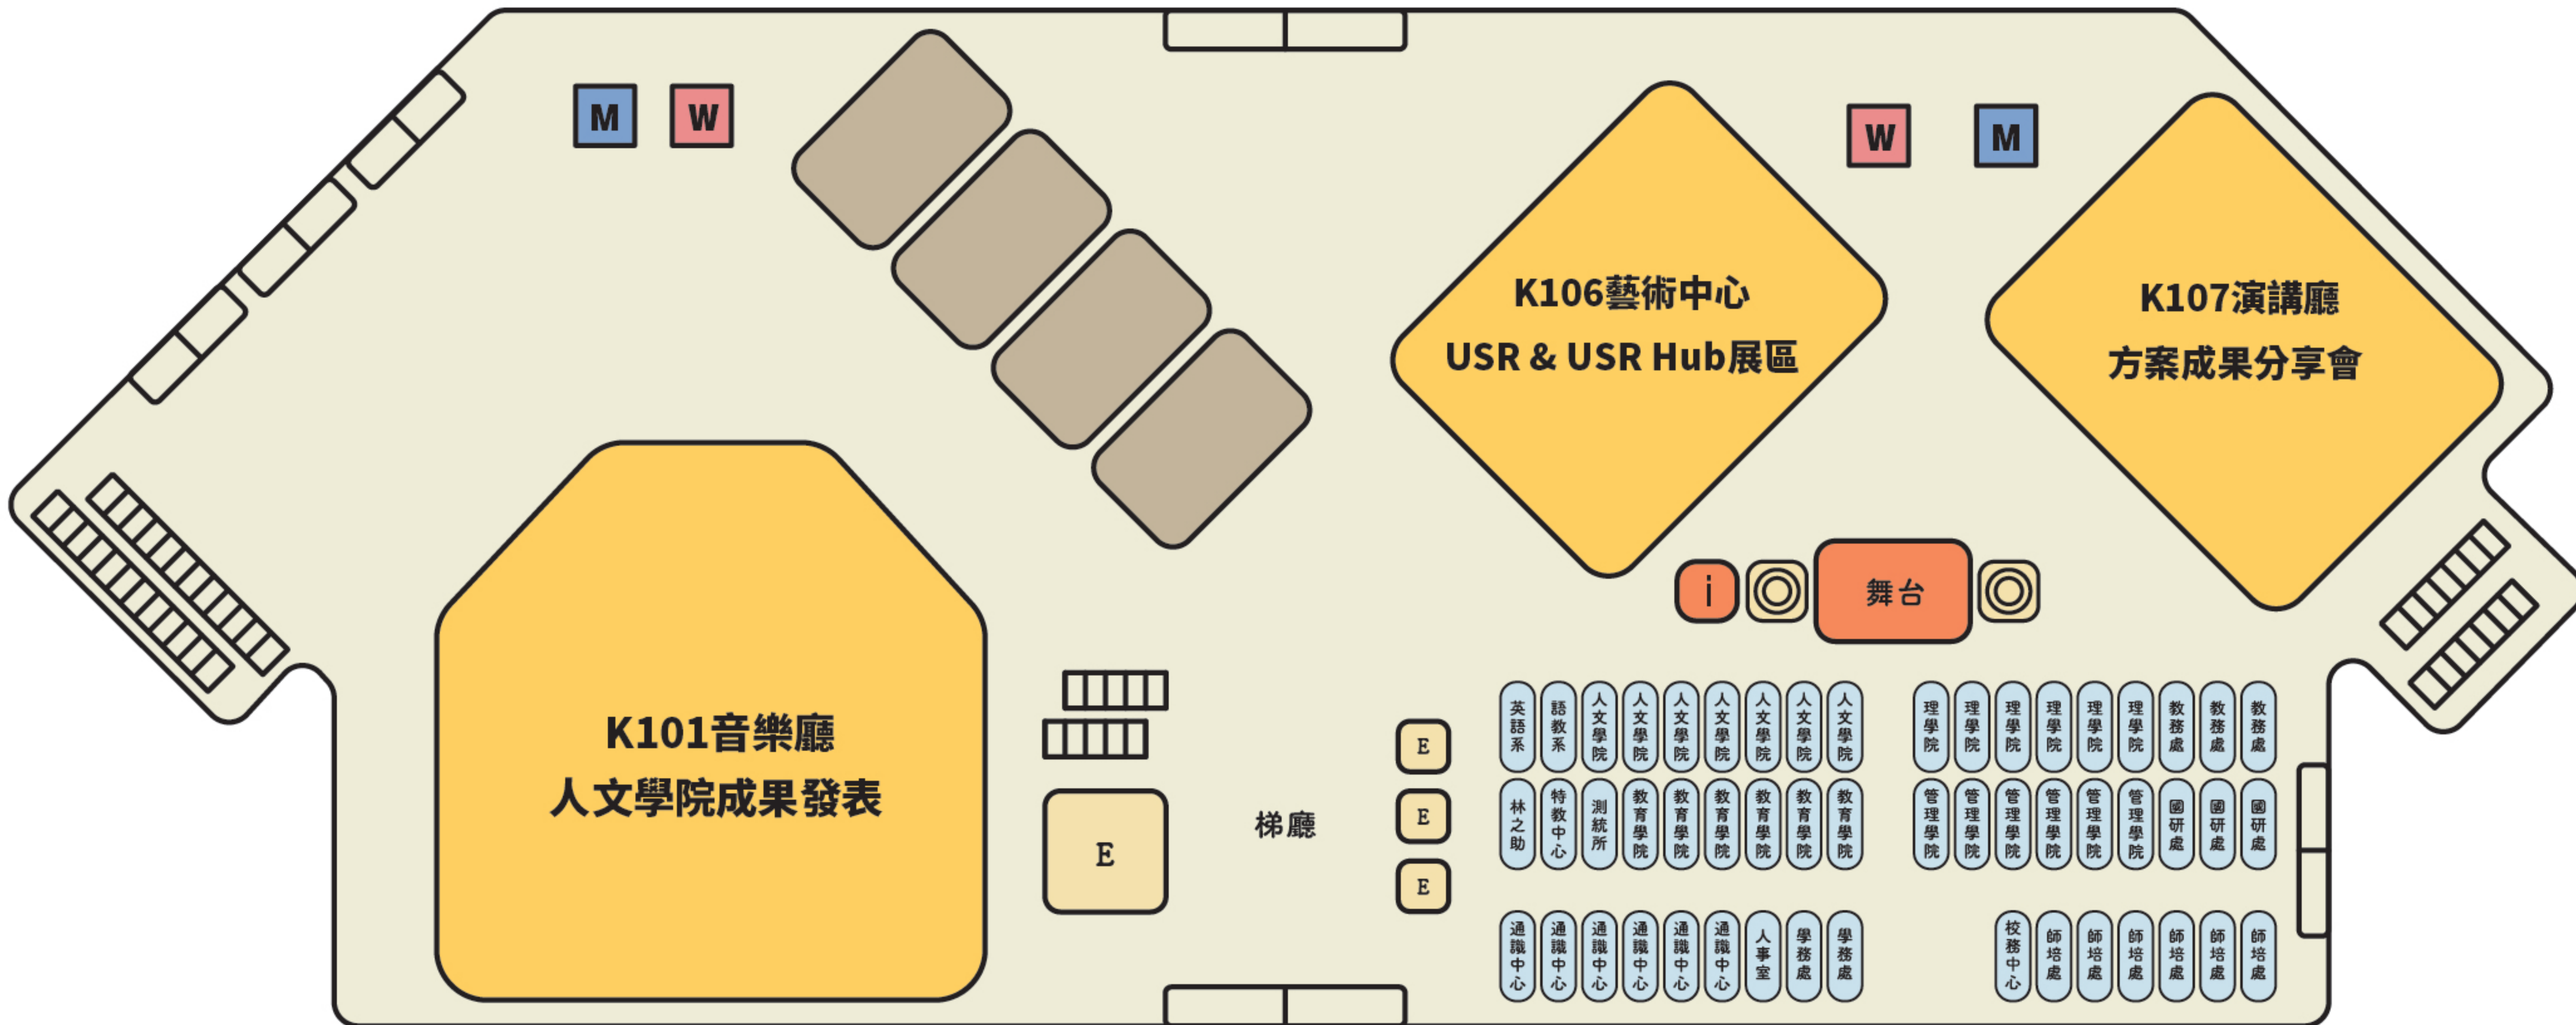 M
W
W
M
K106藝術中心
USR & USR Hub展區
K107演講廳
方案成果分享會
i
舞台
K101音樂廳
人文學院成果發表
E
梯廳
E
E
E
英語系
語教系
人文學院
人文學院
人文學院
人文學院
人文學院
人文學院
人文學院
理學院
理學院
理學院
理學院
理學院
理學院
教務處
教務處
教務處
林之助
特教中心
測統所
教育學院
教育學院
教育學院
教育學院
教育學院
教育學院
管理學院
管理學院
管理學院
管理學院
管理學院
管理學院
國研處
國研處
國研處
通識中心
通識中心
通識中心
通識中心
通識中心
通識中心
人事室
學務處
學務處
校務中心
師培處
師培處
師培處
師培處
師培處
師培處